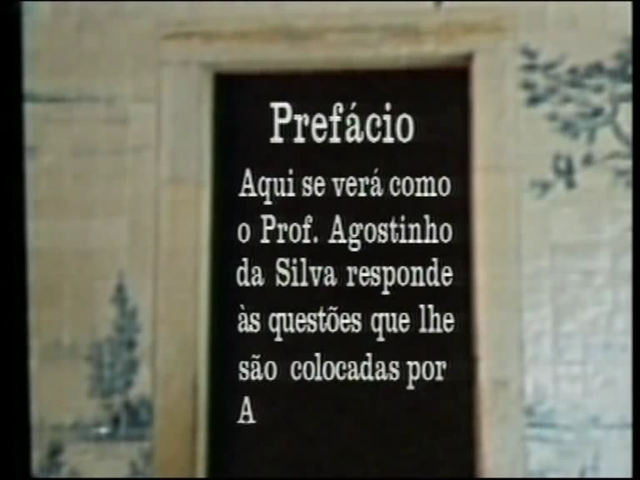 Prefácio
Aqui se verá como
o Prof. Agostinho
da Silva responde
às questões que lhe
são colocadas por
A